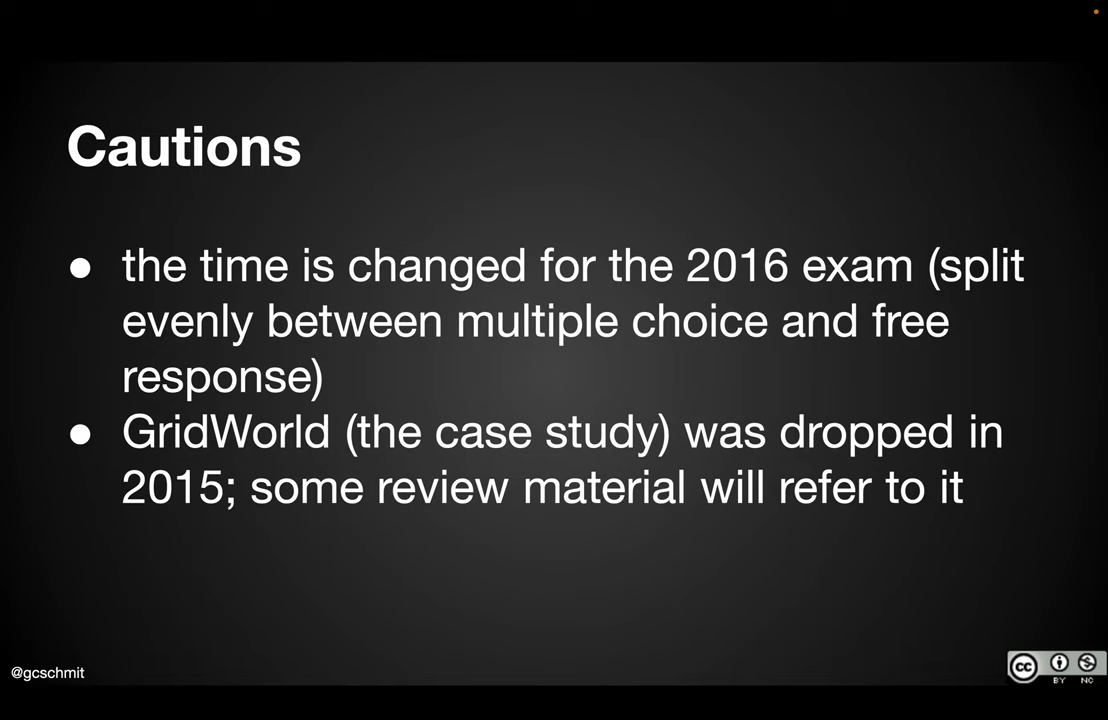 Cautions
● the time is changed for the 2016 exam (split
evenly between multiple choice and free
response)
● GridWorld (the case study) was dropped in
2015; some review material will refer to it
@gcschmit
cc
BY NC